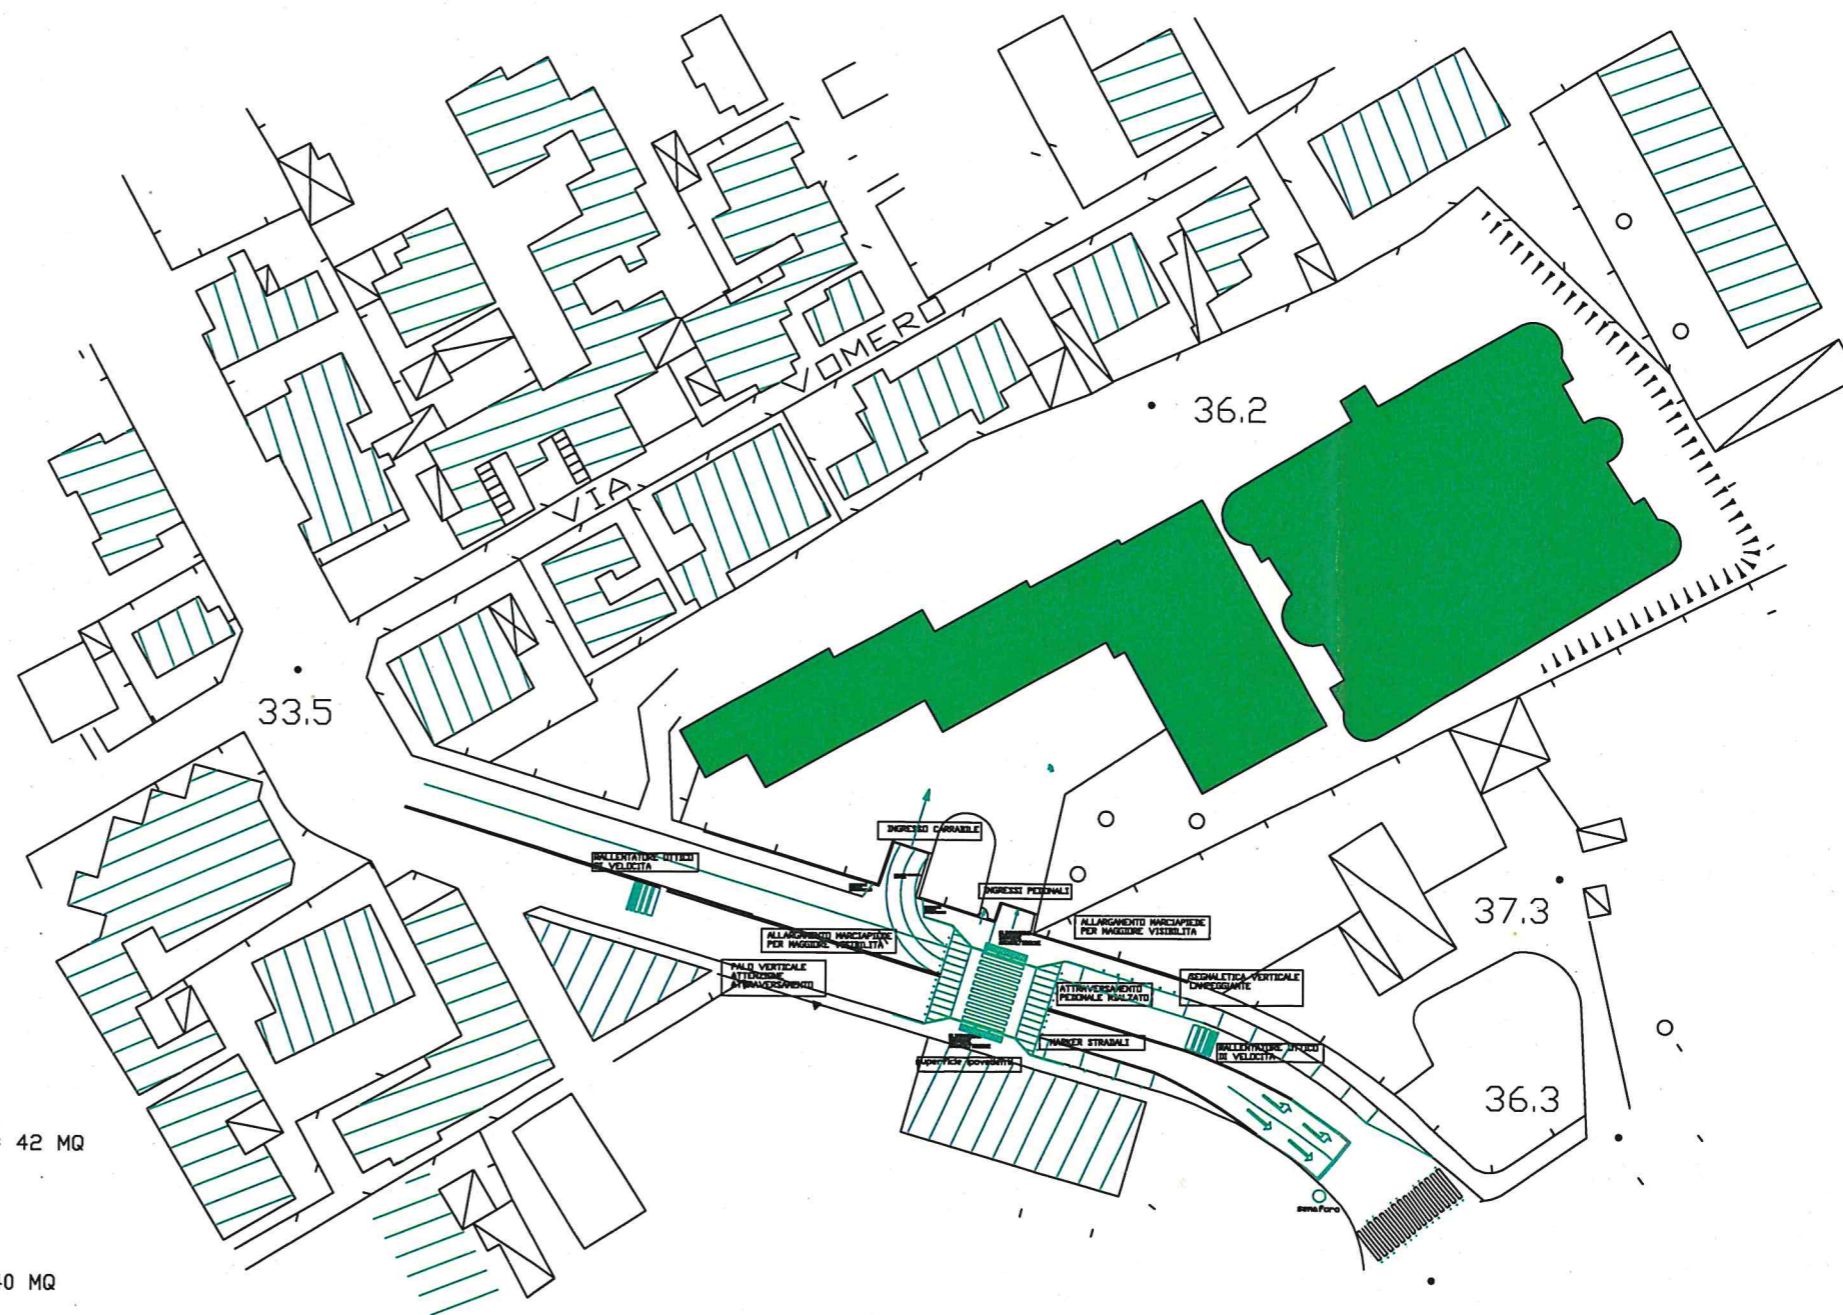 VIA VOMERO
36.2
33.5
INGRESSO CARRABILE
RALLENTATORE OTTICO
DI VELOCITA
INGRESSI PEDONALI
37.3
ALLARGAMENTO MARCIAPIEDE
PER MAGGIORE VISIBILITA
ALLARGAMENTO MARCIAPIEDE
PER MAGGIORE VISIBILITA
PALO VERTICALE
ATTENZIONE
ATTRAVERSAMENTO
SEGNALETICA VERTICALE
LAMPEGGIANTE
ATTRAVERSAMENTO
PEDONALE RIALZATO
MARKER STRADALI
RALLENTATORE OTTICO
DI VELOCITA
superficie
36.3
42 MQ
semaforo
MQ